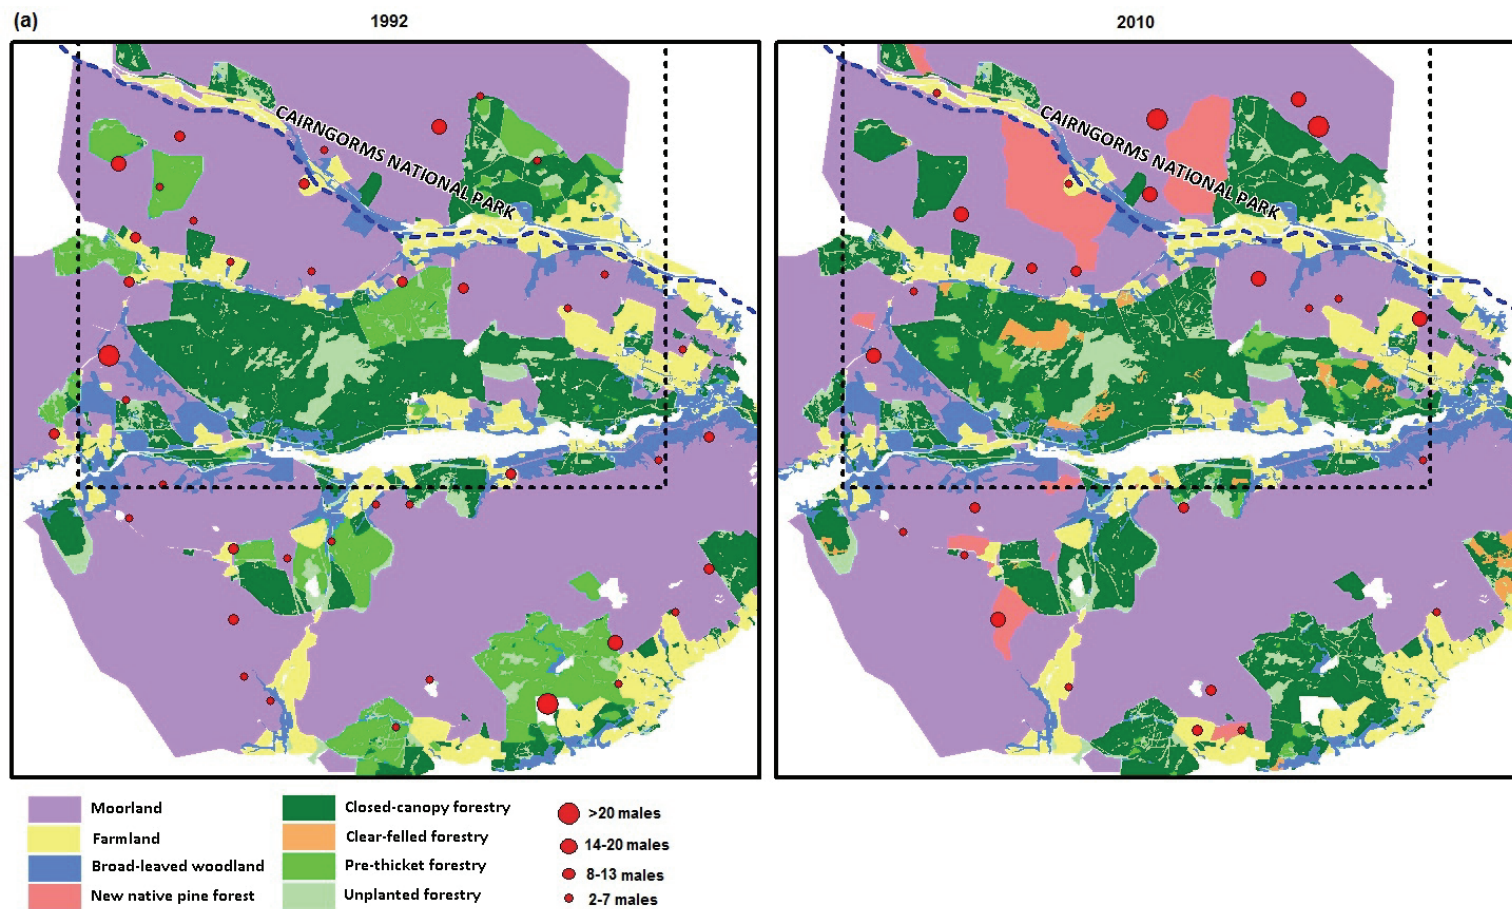 (a)
1992
2010
CAIRNGORMS NATIONAL PARK
CAIRNGORMS NATIONAL PARK
Moorland
Farmland
Broad-leaved woodland
New native pine forest
Closed-canopy forestry
Clear-felled forestry
Pre-thicket forestry
Unplanted forestry
>20 males
14-20 males
8-13 males
2-7 males